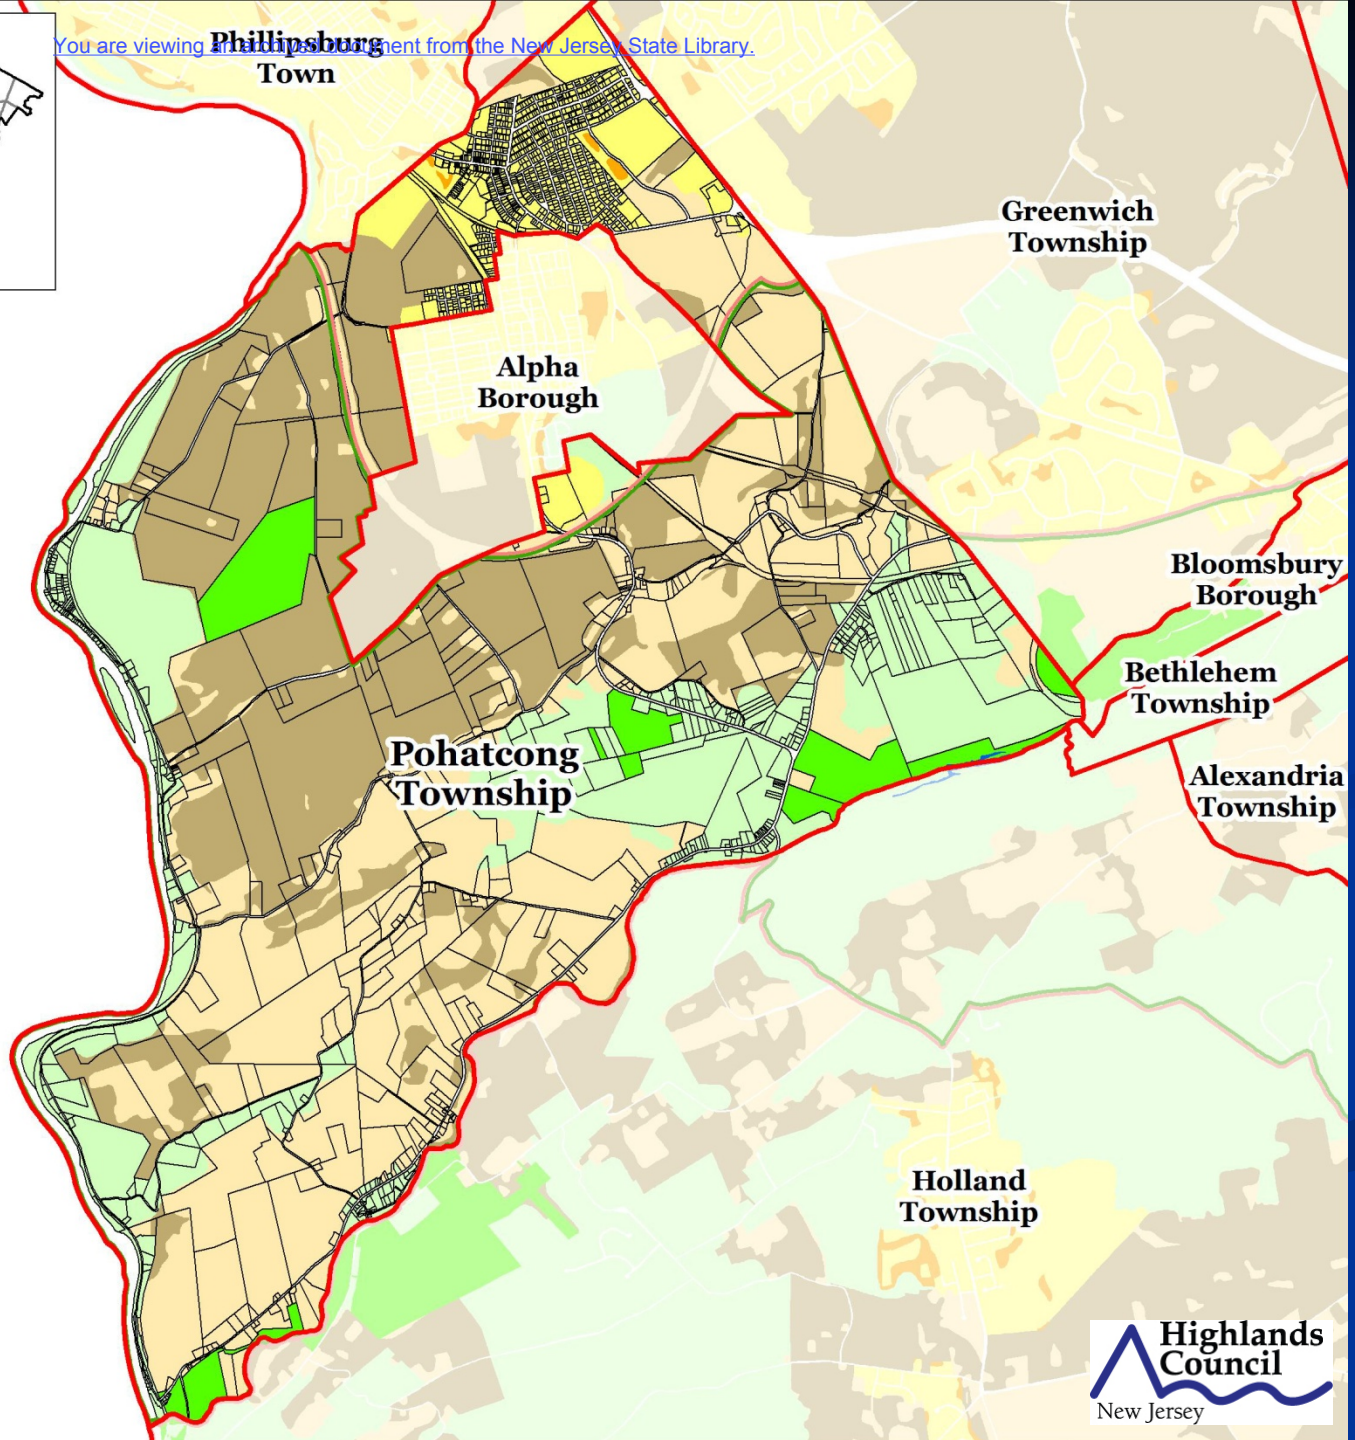 You are viewing an archived document from the New Jersey State Library.
Phillipsburg
Town
Greenwich
Township
Alpha
Borough
Bloomsbury
Borough
Bethlehem
Township
Pohatcong
Township
Alexandria
Township
Holland
Township
Highlands
Council
New Jersey